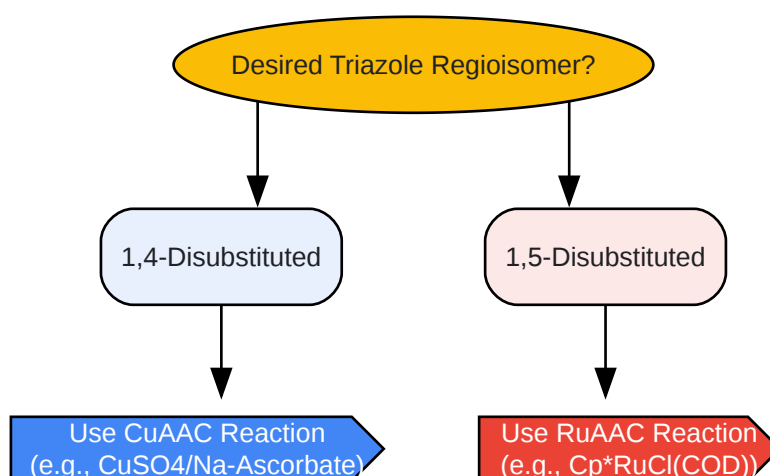 Desired Triazole Regioisomer?
1,4-Disubstituted
1,5-Disubstituted
Use CuAAC Reaction
(e.g., CuSO4/Na-Ascorbate)
Use RuAAC Reaction
(e.g., Cp*RuCl(COD))